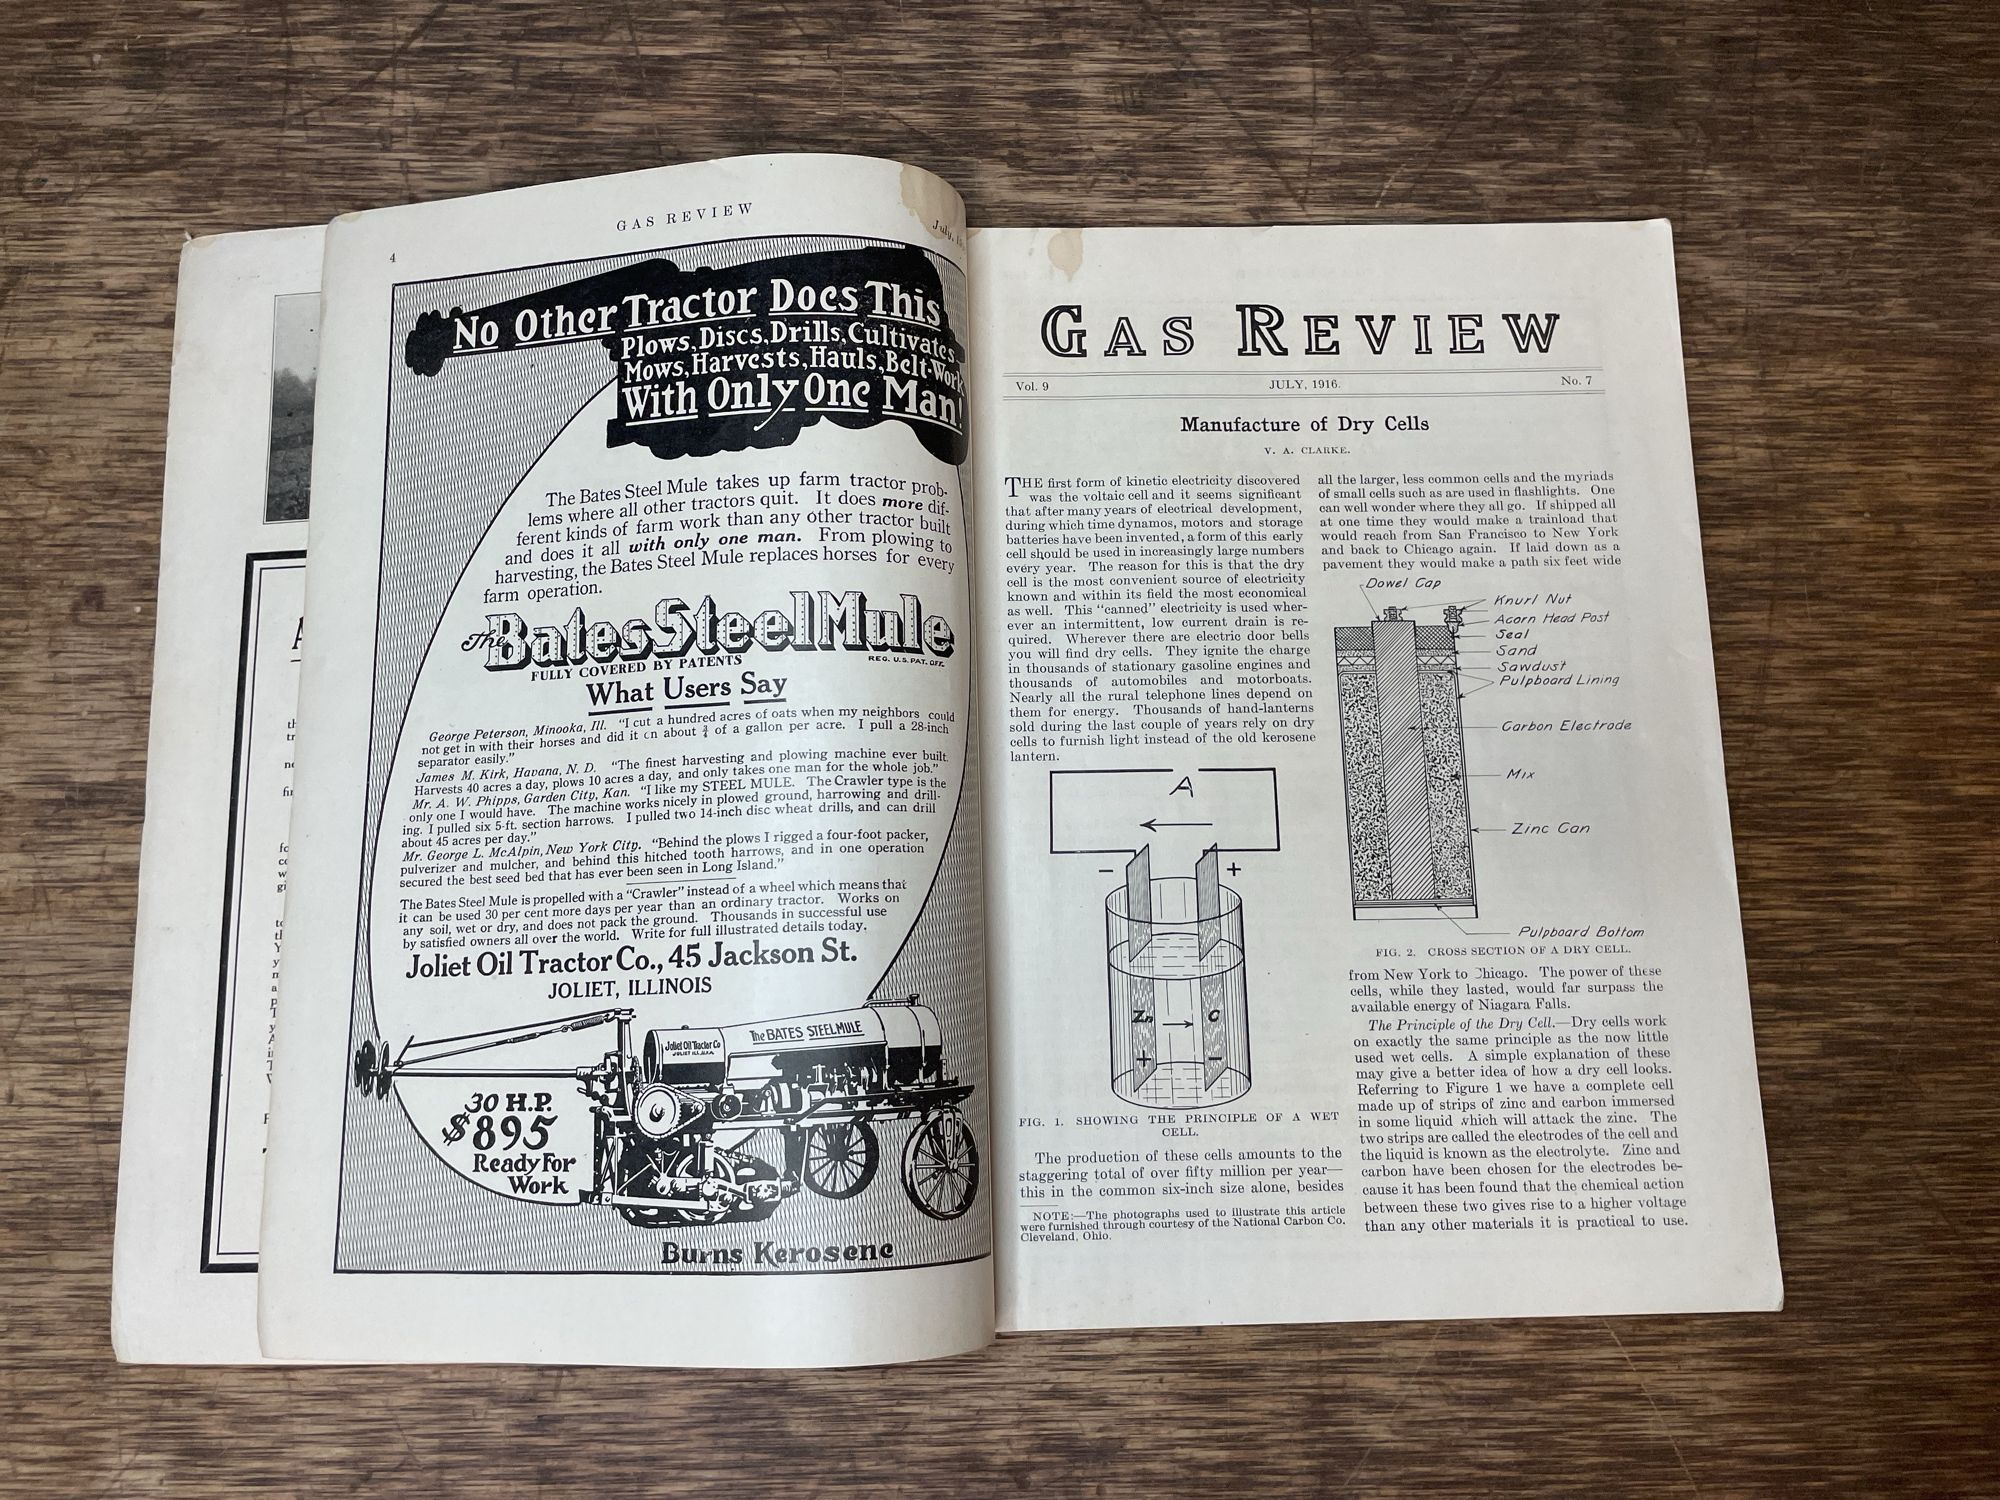 GAS REVIEW
July,
4
No Other Tractor Does This
Plows, Discs, Drills, Cultivates,
Mows, Harvests, Hauls, Belt-Work
With Only One Man!
The Bates Steel Mule takes up farm tractor prob-
lems where all other tractors quit. It does more dif-
ferent kinds of farm work than any other tractor built
and does it all with only one man. From plowing to
harvesting, the Bates Steel Mule replaces horses for every
farm operation.
The Bates Steel Mule
FULLY COVERED BY PATENTS REG. U.S. PAT. OFF.
What Users Say
George Peterson, Minooka, Ill. "I cut a hundred acres of oats when my neighbors could
not get in with their horses and did it on about ¾ of a gallon per acre. I pull a 28-inch
separator easily."
James M. Kirk, Havana, N. D. "The finest harvesting and plowing machine ever built.
Harvests 40 acres a day, plows 10 acres a day, and only takes one man for the whole job."
Mr. A. W. Phipps, Garden City, Kan. "I like my STEEL MULE. The Crawler type is the
only one I would have. The machine works nicely in plowed ground, harrowing and drill-
ing. I pulled six 5-ft. section harrows. I pulled two 14-inch disc wheat drills, and can drill
about 45 acres per day."
Mr. George L. McAlpin, New York City. "Behind the plows I rigged a four-foot packer,
pulverizer and mulcher, and behind this hitched tooth harrows, and in one operation
secured the best seed bed that has ever been seen in Long Island."
The Bates Steel Mule is propelled with a "Crawler" instead of a wheel which means that
it can be used 30 per cent more days per year than an ordinary tractor. Works on
any soil, wet or dry, and does not pack the ground. Thousands in successful use
by satisfied owners all over the world. Write for full illustrated details today.
Joliet Oil Tractor Co., 45 Jackson St.
JOLIET, ILLINOIS
Joliet Oil Tractor Co
JOLIET ILL. U.S.A.
The BATES STEEL MULE
30 H.P.
$895
Ready For
Work
Burns Kerosene
GAS REVIEW
Vol. 9 JULY, 1916. No. 7
Manufacture of Dry Cells
V. A. CLARKE.
THE first form of kinetic electricity discovered
was the voltaic cell and it seems significant
that after many years of electrical development,
during which time dynamos, motors and storage
batteries have been invented, a form of this early
cell should be used in increasingly large numbers
every year. The reason for this is that the dry
cell is the most convenient source of electricity
known and within its field the most economical
as well. This "canned" electricity is used wher-
ever an intermittent, low current drain is re-
quired. Wherever there are electric door bells
you will find dry cells. They ignite the charge
in thousands of stationary gasoline engines and
thousands of automobiles and motorboats.
Nearly all the rural telephone lines depend on
them for energy. Thousands of hand-lanterns
sold during the last couple of years rely on dry
cells to furnish light instead of the old kerosene
lantern.
A
- +
Zn C
+ -
FIG. 1. SHOWING THE PRINCIPLE OF A WET
CELL.
The production of these cells amounts to the
staggering total of over fifty million per year—
this in the common six-inch size alone, besides
NOTE:—The photographs used to illustrate this article
were furnished through courtesy of the National Carbon Co.
Cleveland, Ohio.
all the larger, less common cells and the myriads
of small cells such as are used in flashlights. One
can well wonder where they all go. If shipped all
at one time they would make a trainload that
would reach from San Francisco to New York
and back to Chicago again. If laid down as a
pavement they would make a path six feet wide
Dowel Cap
Knurl Nut
Acorn Head Post
Seal
Sand
Sawdust
Pulpboard Lining
Carbon Electrode
Mix
Zinc Can
Pulpboard Bottom
FIG. 2. CROSS SECTION OF A DRY CELL.
from New York to Chicago. The power of these
cells, while they lasted, would far surpass the
available energy of Niagara Falls.
The Principle of the Dry Cell.—Dry cells work
on exactly the same principle as the now little
used wet cells. A simple explanation of these
may give a better idea of how a dry cell looks.
Referring to Figure 1 we have a complete cell
made up of strips of zinc and carbon immersed
in some liquid which will attack the zinc. The
two strips are called the electrodes of the cell and
the liquid is known as the electrolyte. Zinc and
carbon have been chosen for the electrodes be-
cause it has been found that the chemical action
between these two gives rise to a higher voltage
than any other materials it is practical to use.